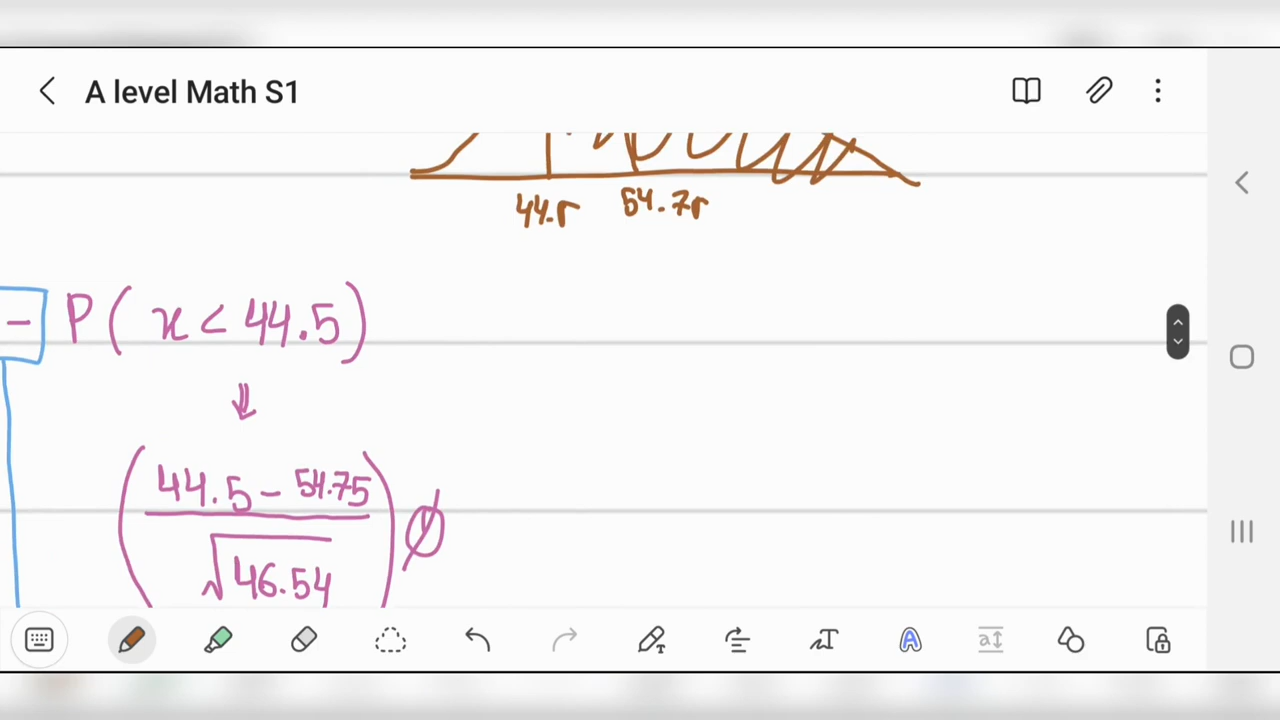 A level Math S1
44.5 54.75
- P( x < 44.5 )
⇓
( 44.5 - 54.75
√46.54 ) ∅